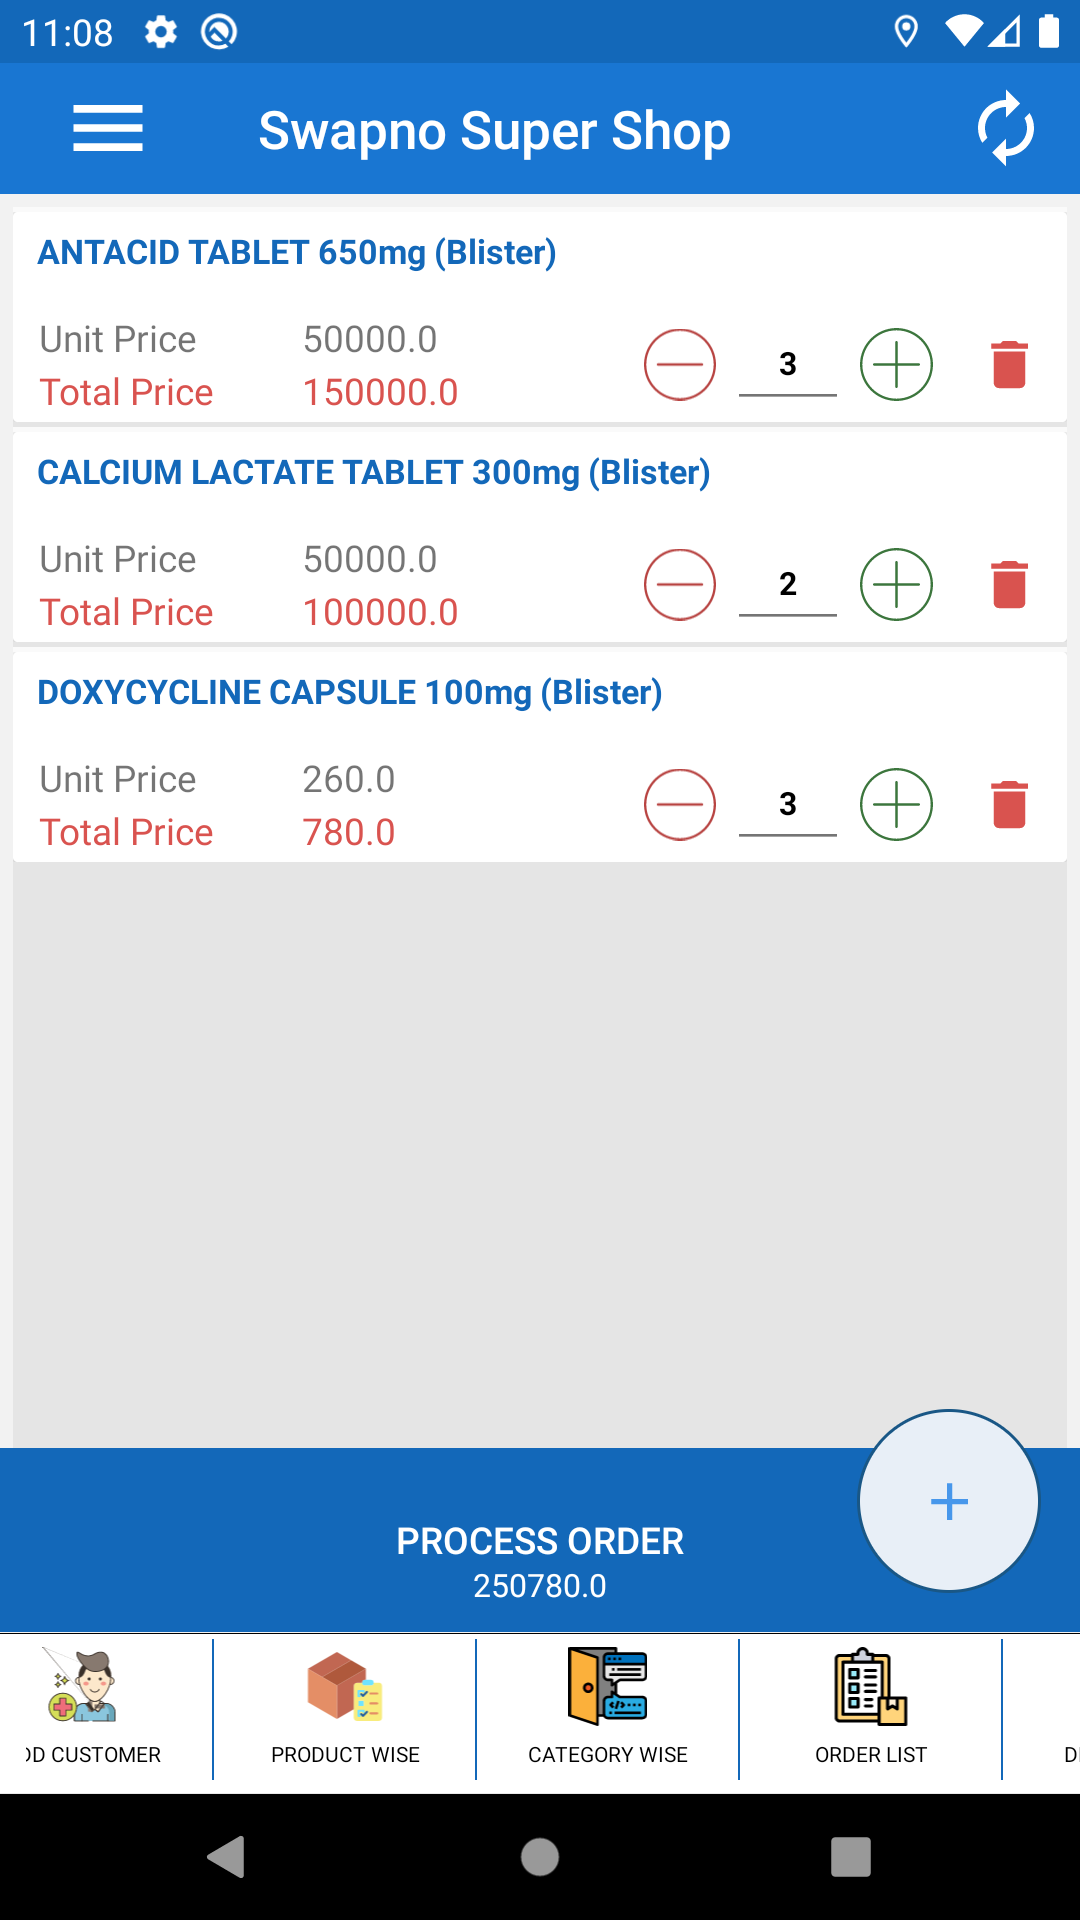 11:08
Swapno Super Shop
ANTACID TABLET 650mg (Blister)
Unit Price 50000.0
Total Price 150000.0
3
CALCIUM LACTATE TABLET 300mg (Blister)
Unit Price 50000.0
Total Price 100000.0
2
DOXYCYCLINE CAPSULE 100mg (Blister)
Unit Price 260.0
Total Price 780.0
3
PROCESS ORDER
250780.0
CUSTOMER PRODUCT WISE CATEGORY WISE ORDER LIST